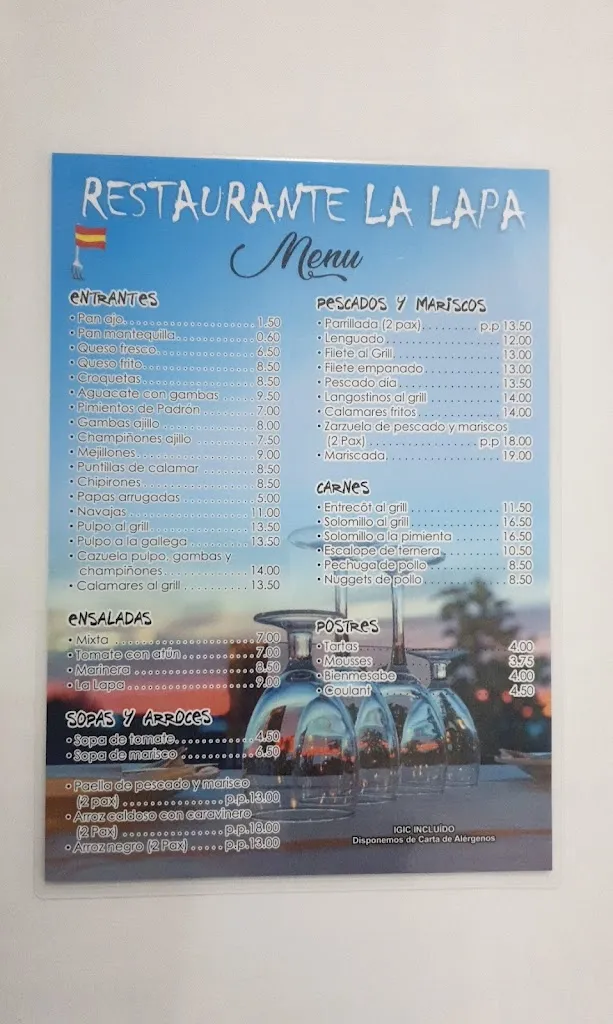 RESTAURANTE LA LAPA
Menu
ENTRANTES
• Pan ajo........................1.50
• Pan mantequilla...............0.60
• Queso fresco..................6.50
• Queso frito...................8.50
• Croquetas.....................8.50
• Aguacate con gambas...........9.50
• Pimientos de Padrón...........7.00
• Gambas ajillo.................8.00
• Champiñones ajillo............7.50
• Mejillones....................9.00
• Puntillas de calamar..........8.50
• Chipirones....................8.50
• Papas arrugadas...............5.00
• Navajas......................11.00
• Pulpo al grill...............13.50
• Pulpo a la gallega...........13.50
• Cazuela pulpo, gambas y
champiñones....................14.00
• Calamares al grill...........13.50
ENSALADAS
• Mixta.........................7.00
• Tomate con atún...............7.00
• Marinera......................8.50
• La Lapa.......................9.00
SOPAS Y ARROCES
• Sopa de tomate................4.50
• Sopa de marisco...............6.50
• Paella de pescado y marisco
(2 pax)....................p.p.13.00
• Arroz caldoso con caravinero
(2 Pax)....................p.p.18.00
• Arroz negro (2 Pax).....p.p.13.00
PESCADOS Y MARISCOS
• Parrillada (2 pax).......p.p 13.50
• Lenguado.....................12.00
• Filete al Grill..............13.00
• Filete empanado..............13.00
• Pescado día..................13.50
• Langostinos al grill.........14.00
• Calamares fritos.............14.00
• Zarzuela de pescado y mariscos
(2 Pax)....................p.p 18.00
• Mariscada....................19.00
CARNES
• Entrecôt al grill............11.50
• Solomillo al grill...........16.50
• Solomillo a la pimienta......16.50
• Escalope de ternera..........10.50
• Pechuga de pollo..............8.50
• Nuggets de pollo..............8.50
POSTRES
• Tartas........................4.00
• Mousses.......................3.75
• Bienmesabe....................4.00
• Coulant.......................4.50
IGIC INCLUÍDO
Disponemos de Carta de Alérgenos